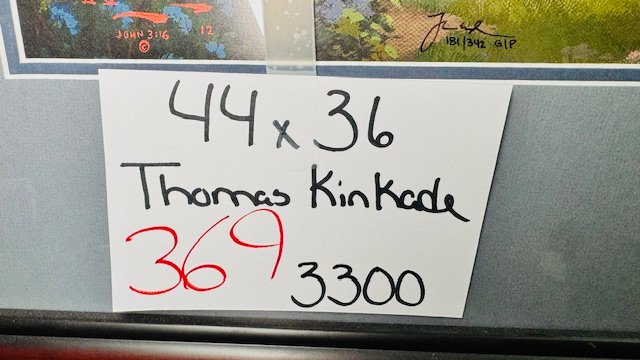 JOHN 3:16 12
©
181/342 G/P
44 x 36
Thomas Kinkade
369 3300